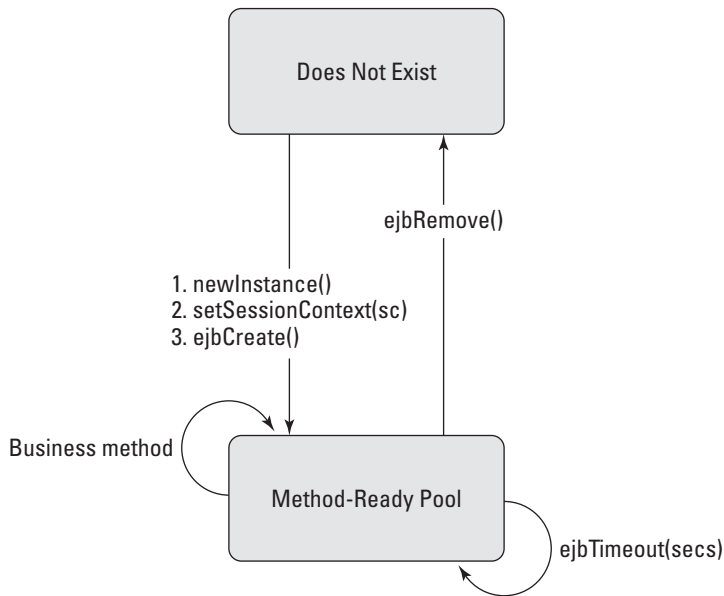 Does Not Exist
ejbRemove()
1. newInstance()
2. setSessionContext(sc)
3. ejbCreate()
Business method
Method-Ready Pool
ejbTimeout(secs)